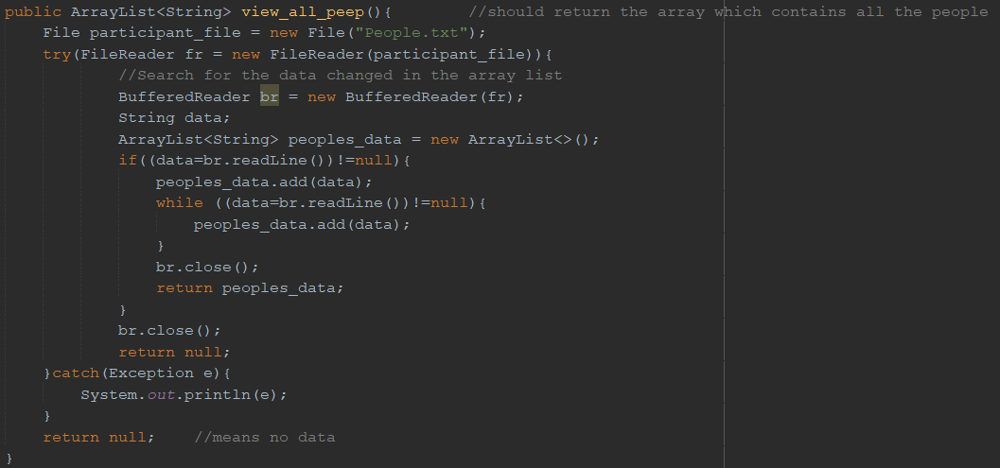 public ArrayList<String> view_all_peep(){        //should return the array which contains all the people
    File participant_file = new File("People.txt");
    try(FileReader fr = new FileReader(participant_file)){
            //Search for the data changed in the array list
            BufferedReader br = new BufferedReader(fr);
            String data;
            ArrayList<String> peoples_data = new ArrayList<>();
            if((data=br.readLine())!=null){
                peoples_data.add(data);
                while ((data=br.readLine())!=null){
                    peoples_data.add(data);
                }
                br.close();
                return peoples_data;
            }
            br.close();
            return null;
    }catch(Exception e){
        System.out.println(e);
    }
    return null;    //means no data
}